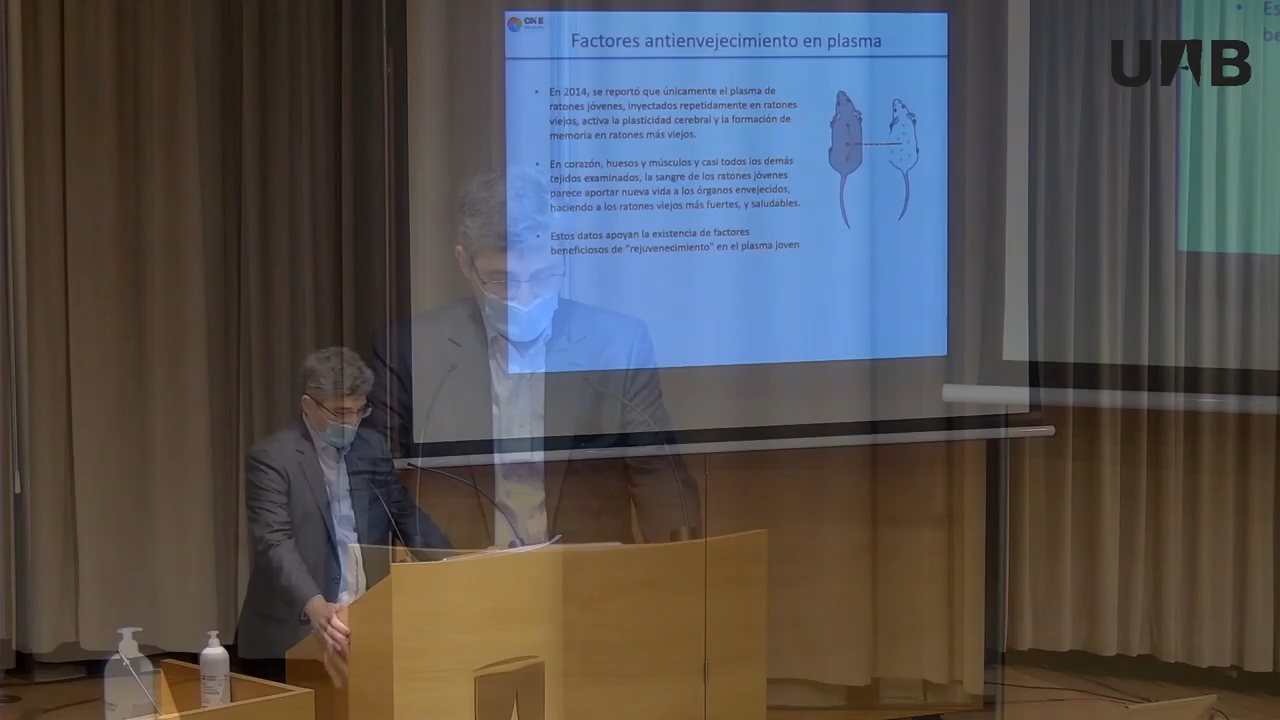 Factores antienvejecimiento en plasma
UAB
• En 2014, se reportó que únicamente el plasma de
ratones jóvenes, inyectados repetidamente en ratones
viejos, activa la plasticidad cerebral y la formación de
memoria en ratones más viejos.
• En corazón, huesos y músculos y casi todos los demás
tejidos examinados, la sangre de los ratones jóvenes
parece aportar nueva vida a los órganos envejecidos,
haciendo a los ratones viejos más fuertes, y saludables.
• Estos datos apoyan la existencia de factores
beneficiosos de "rejuvenecimiento" en el plasma joven